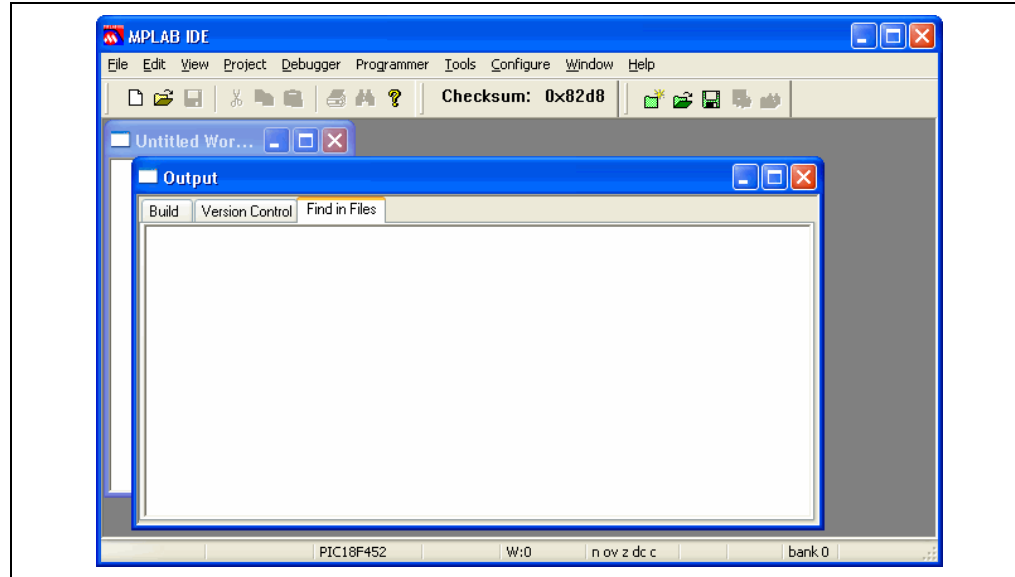 MPLAB IDE
File Edit View Project Debugger Programmer Tools Configure Window Help
Checksum: 0x82d8
Untitled Wor...
Output
Build Version Control Find in Files
PIC18F452 W:0 n ov z dc c bank 0